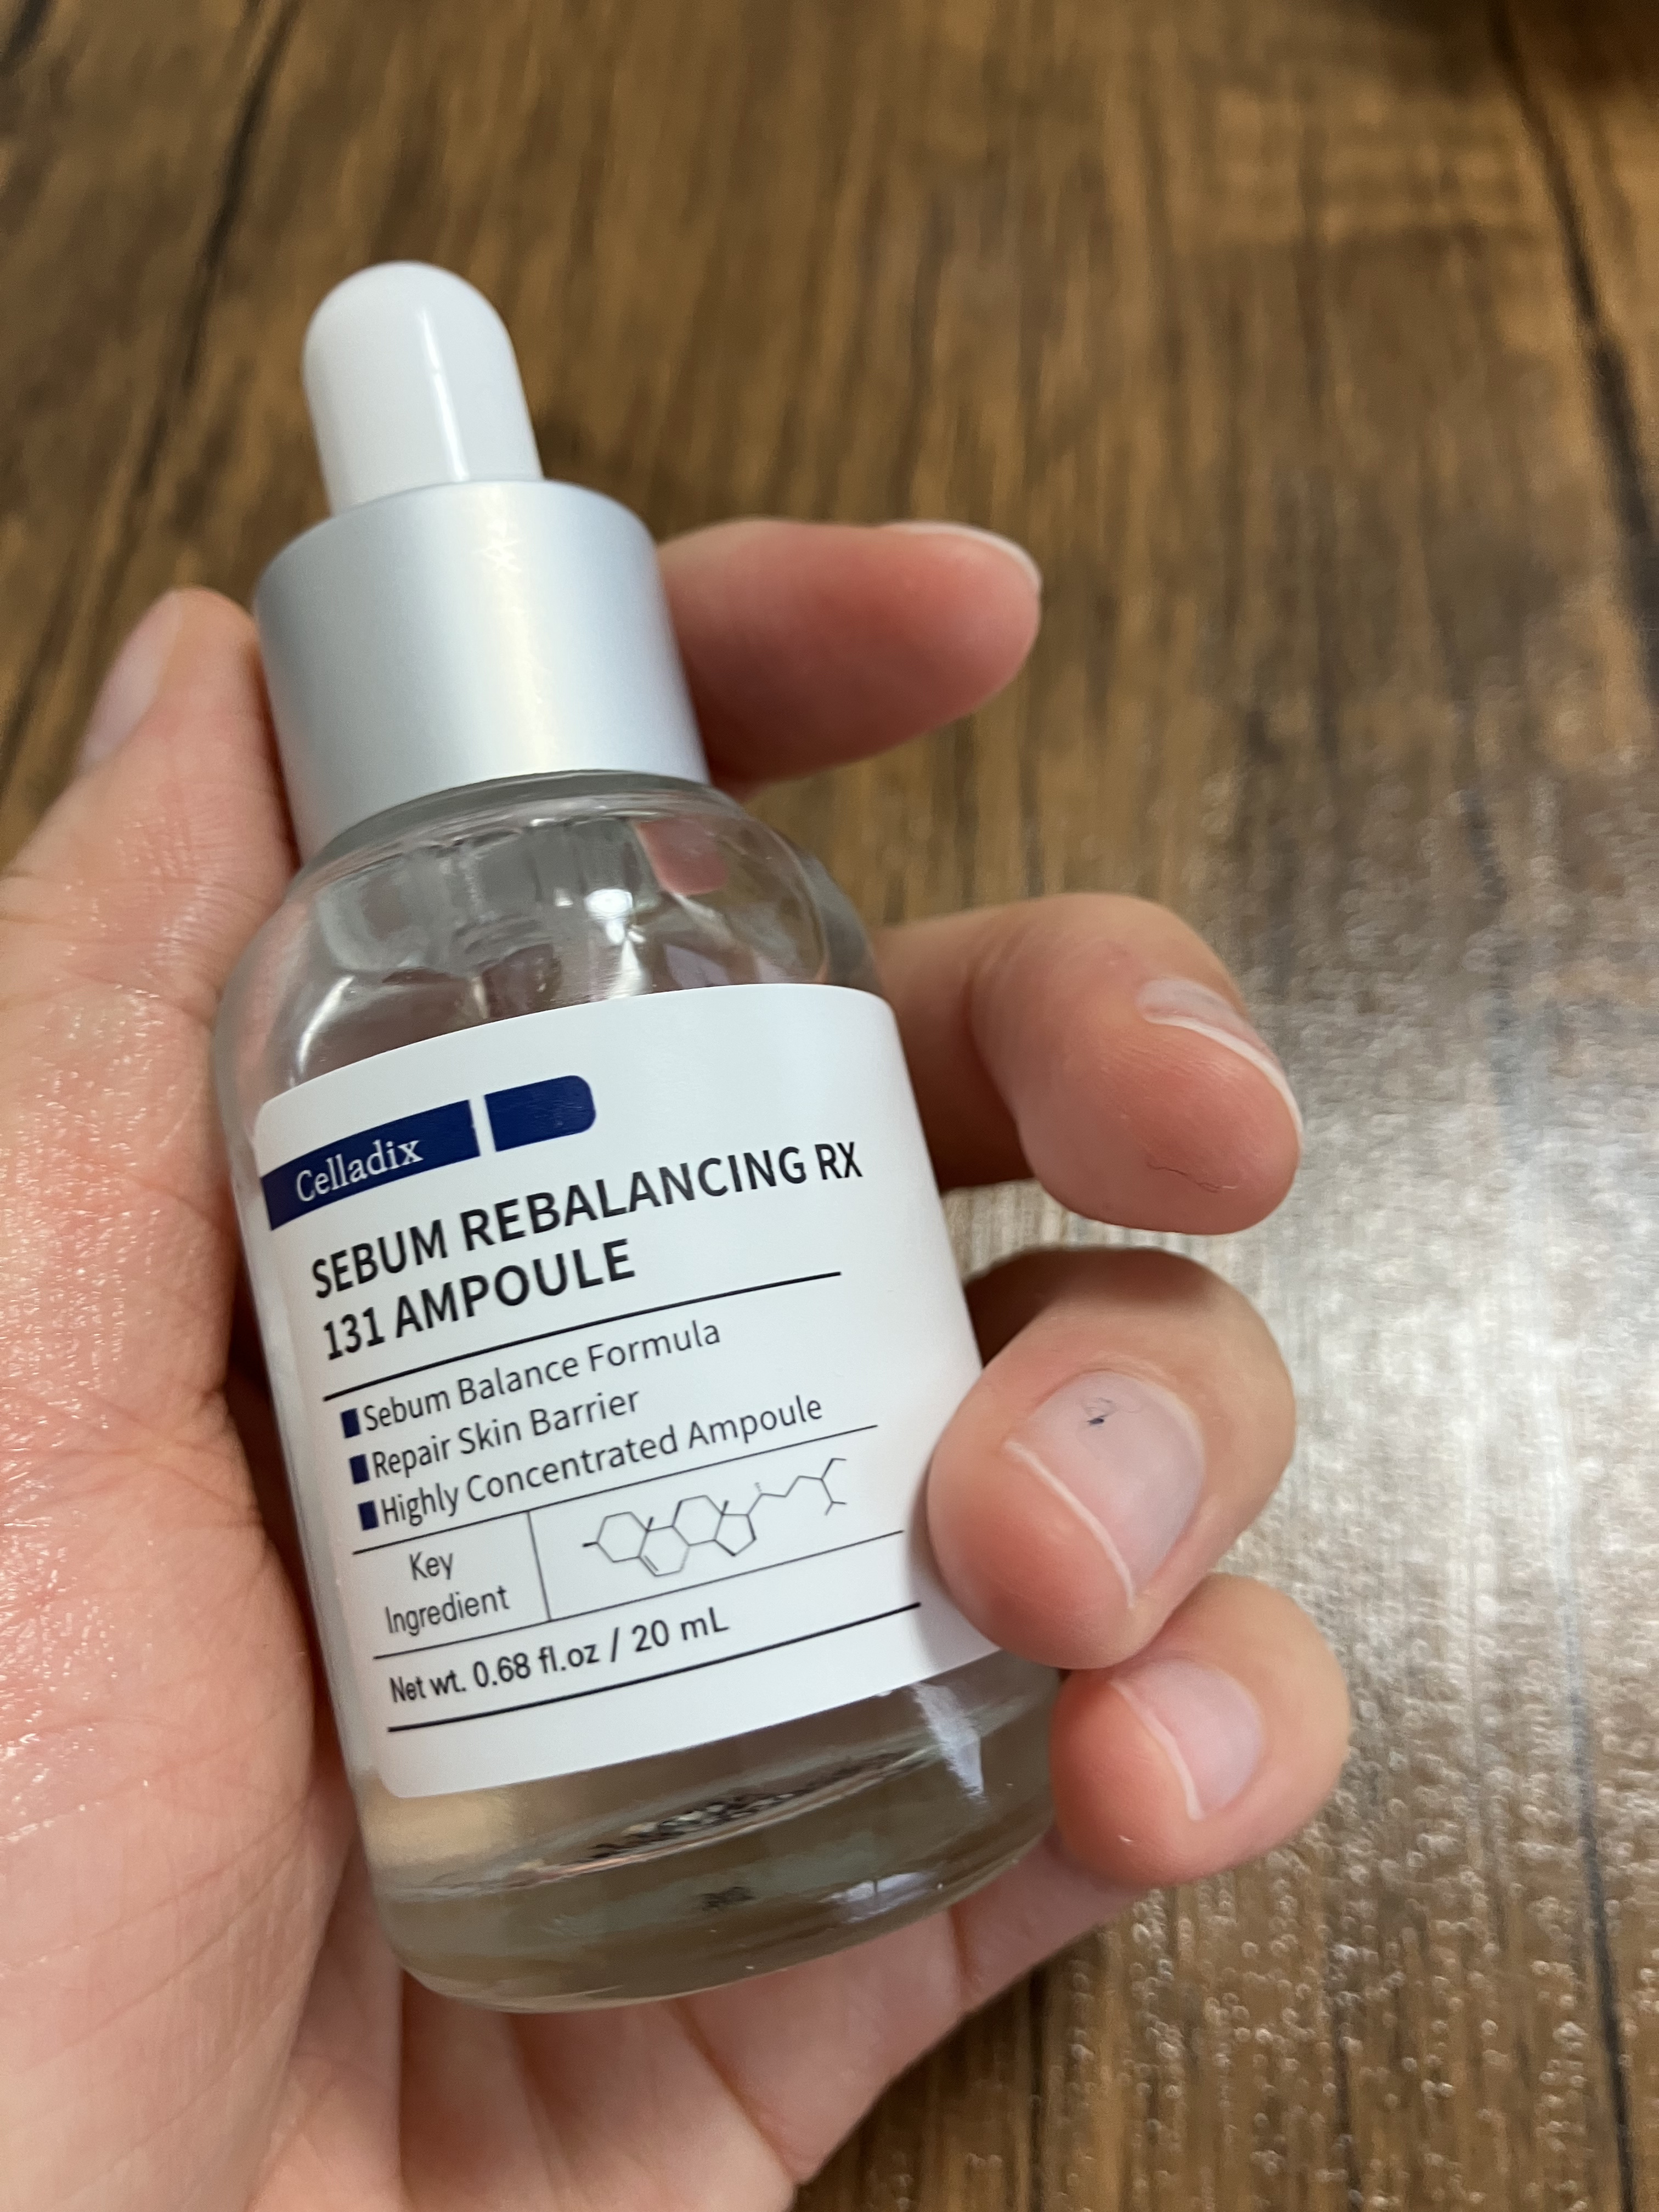 Celladix
SEBUM REBALANCING RX
131 AMPOULE
Sebum Balance Formula
Repair Skin Barrier
Highly Concentrated Ampoule
Key
Ingredient
Net wt. 0.68 fl.oz / 20 mL